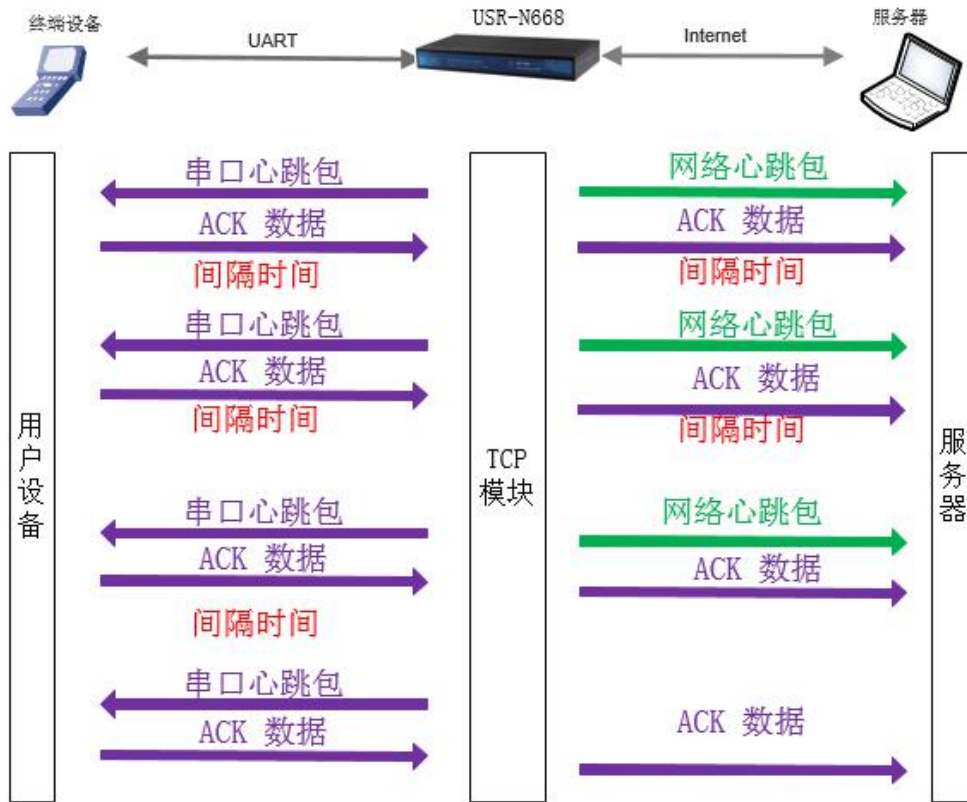 终端设备
USR-N668
服务器
UART
Internet
串口心跳包
网络心跳包
ACK 数据
ACK 数据
间隔时间
间隔时间
串口心跳包
网络心跳包
ACK 数据
ACK 数据
间隔时间
间隔时间
用户设备
TCP
模块
服务器
串口心跳包
网络心跳包
ACK 数据
ACK 数据
间隔时间
串口心跳包
ACK 数据
ACK 数据